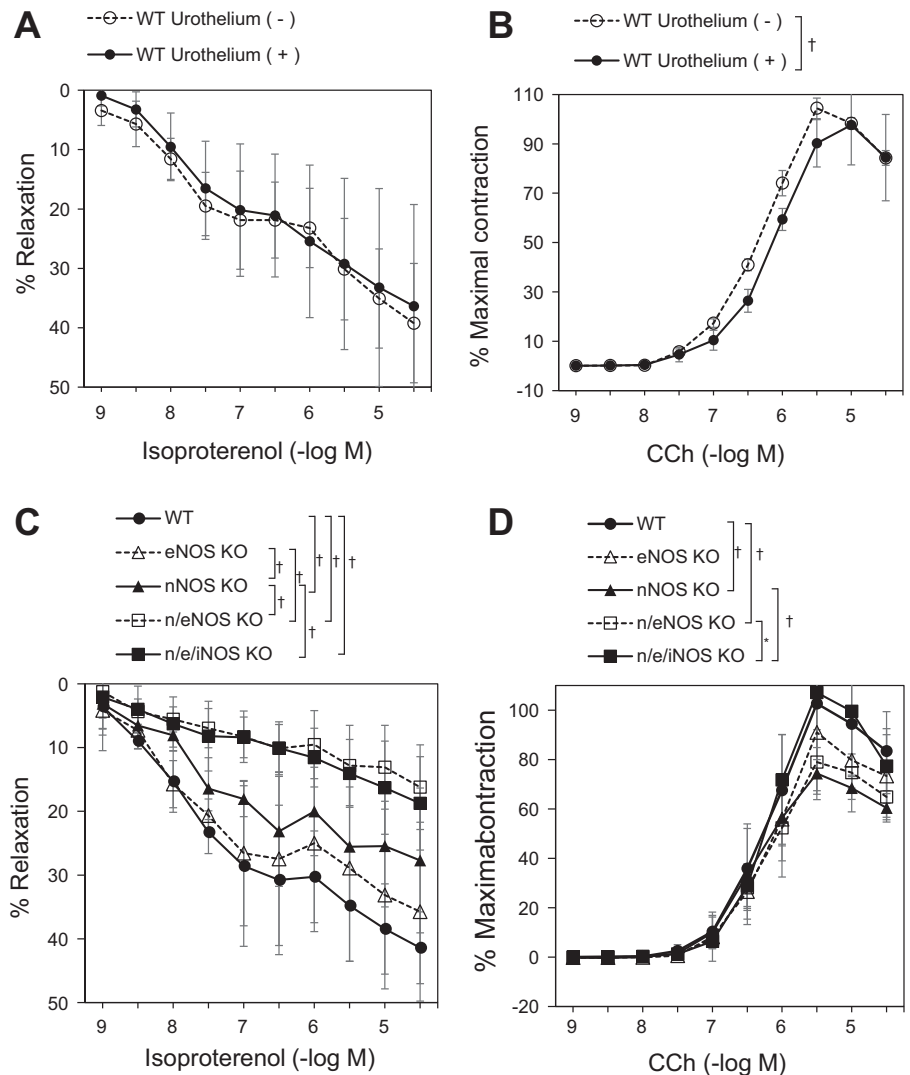 A
WT Urothelium ( - )
WT Urothelium ( + )
0
10
20
30
40
50
% Relaxation
9 8 7 6 5
Isoproterenol (-log M)
B
WT Urothelium ( - )
WT Urothelium ( + )
†
110
90
70
50
30
10
-10
% Maximal contraction
9 8 7 6 5
CCh (-log M)
C
WT
eNOS KO
nNOS KO
n/eNOS KO
n/e/iNOS KO
† † † † † † †
0
10
20
30
40
50
% Relaxation
9 8 7 6 5
Isoproterenol (-log M)
D
WT
eNOS KO
nNOS KO
n/eNOS KO
n/e/iNOS KO
† † * †
100
80
60
40
20
0
-20
% Maximalcontraction
9 8 7 6 5
CCh (-log M)